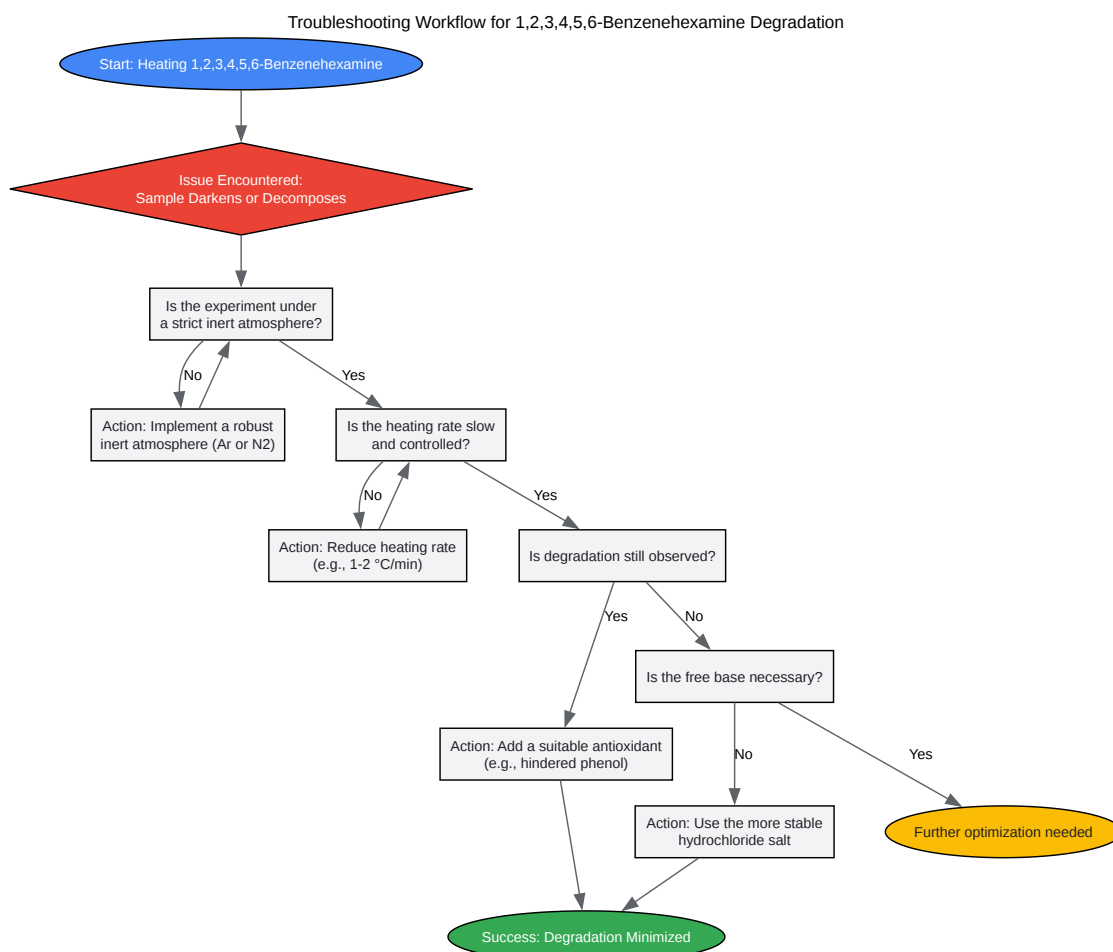 Troubleshooting Workflow for 1,2,3,4,5,6-Benzenehexamine Degradation
Start: Heating 1,2,3,4,5,6-Benzenehexamine
Issue Encountered:
Sample Darkens or Decomposes
Is the experiment under
a strict inert atmosphere?
No
Yes
Action: Implement a robust
inert atmosphere (Ar or N2)
Is the heating rate slow
and controlled?
No
Yes
Action: Reduce heating rate
(e.g., 1-2 °C/min)
Is degradation still observed?
Yes
No
Is the free base necessary?
Action: Add a suitable antioxidant
(e.g., hindered phenol)
No
Yes
Action: Use the more stable
hydrochloride salt
Further optimization needed
Success: Degradation Minimized